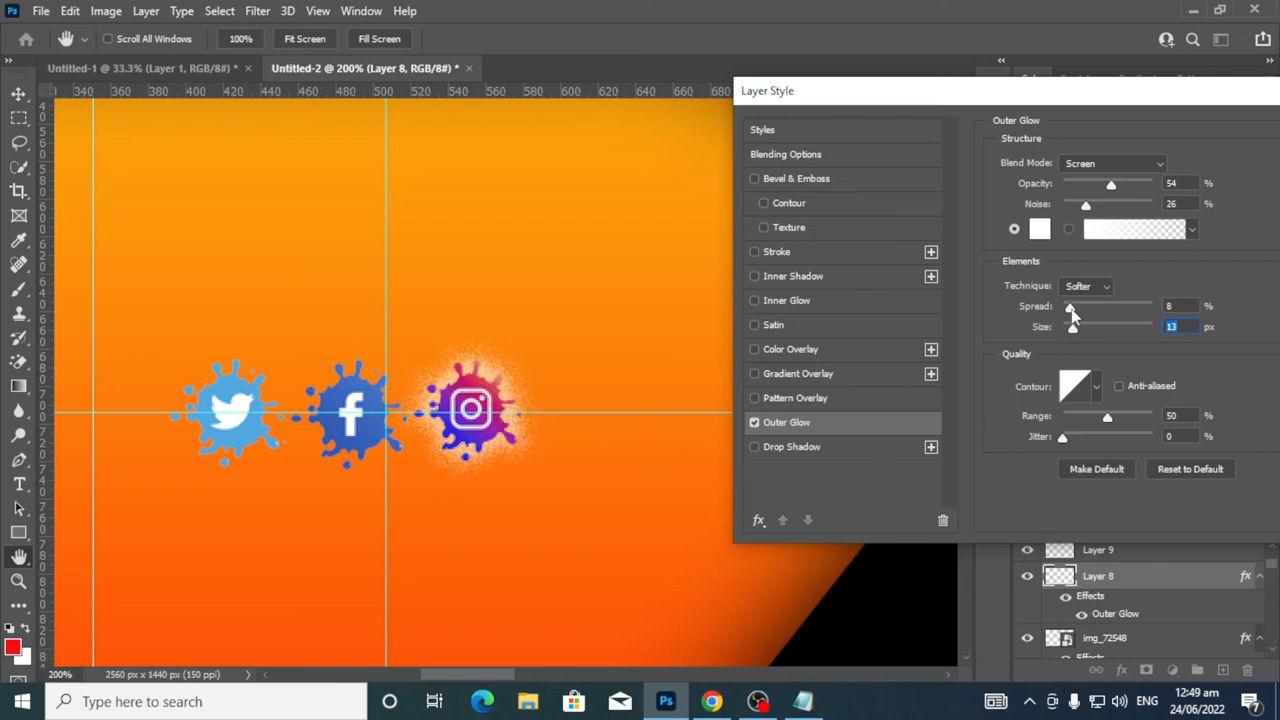 Ps File Edit Image Layer Type Select Filter 3D View Window Help
Scroll All Windows 100% Fit Screen Fill Screen
Untitled-1 @ 33.3% (Layer 1, RGB/8#) * × Untitled-2 @ 200% (Layer 8, RGB/8#) * ×
340 360 380 400 420 440 460 480 500 520 540 560 580 600 620 640 660 680
Layer Style
Styles
Blending Options
Bevel & Emboss
Contour
Texture
Stroke
Inner Shadow
Inner Glow
Satin
Color Overlay
Gradient Overlay
Pattern Overlay
Outer Glow
Drop Shadow
fx
Outer Glow
Structure
Blend Mode: Screen
Opacity: 54 %
Noise: 26 %
Elements
Technique: Softer
Spread: 8 %
Size: 13 px
Quality
Contour: Anti-aliased
Range: 50 %
Jitter: 0 %
Make Default Reset to Default
Layer 9
Layer 8 fx
Effects
Outer Glow
img_72548 fx
200% 2560 px x 1440 px (150 ppi)
Type here to search
Ps
ENG
12:49 am
24/06/2022
7